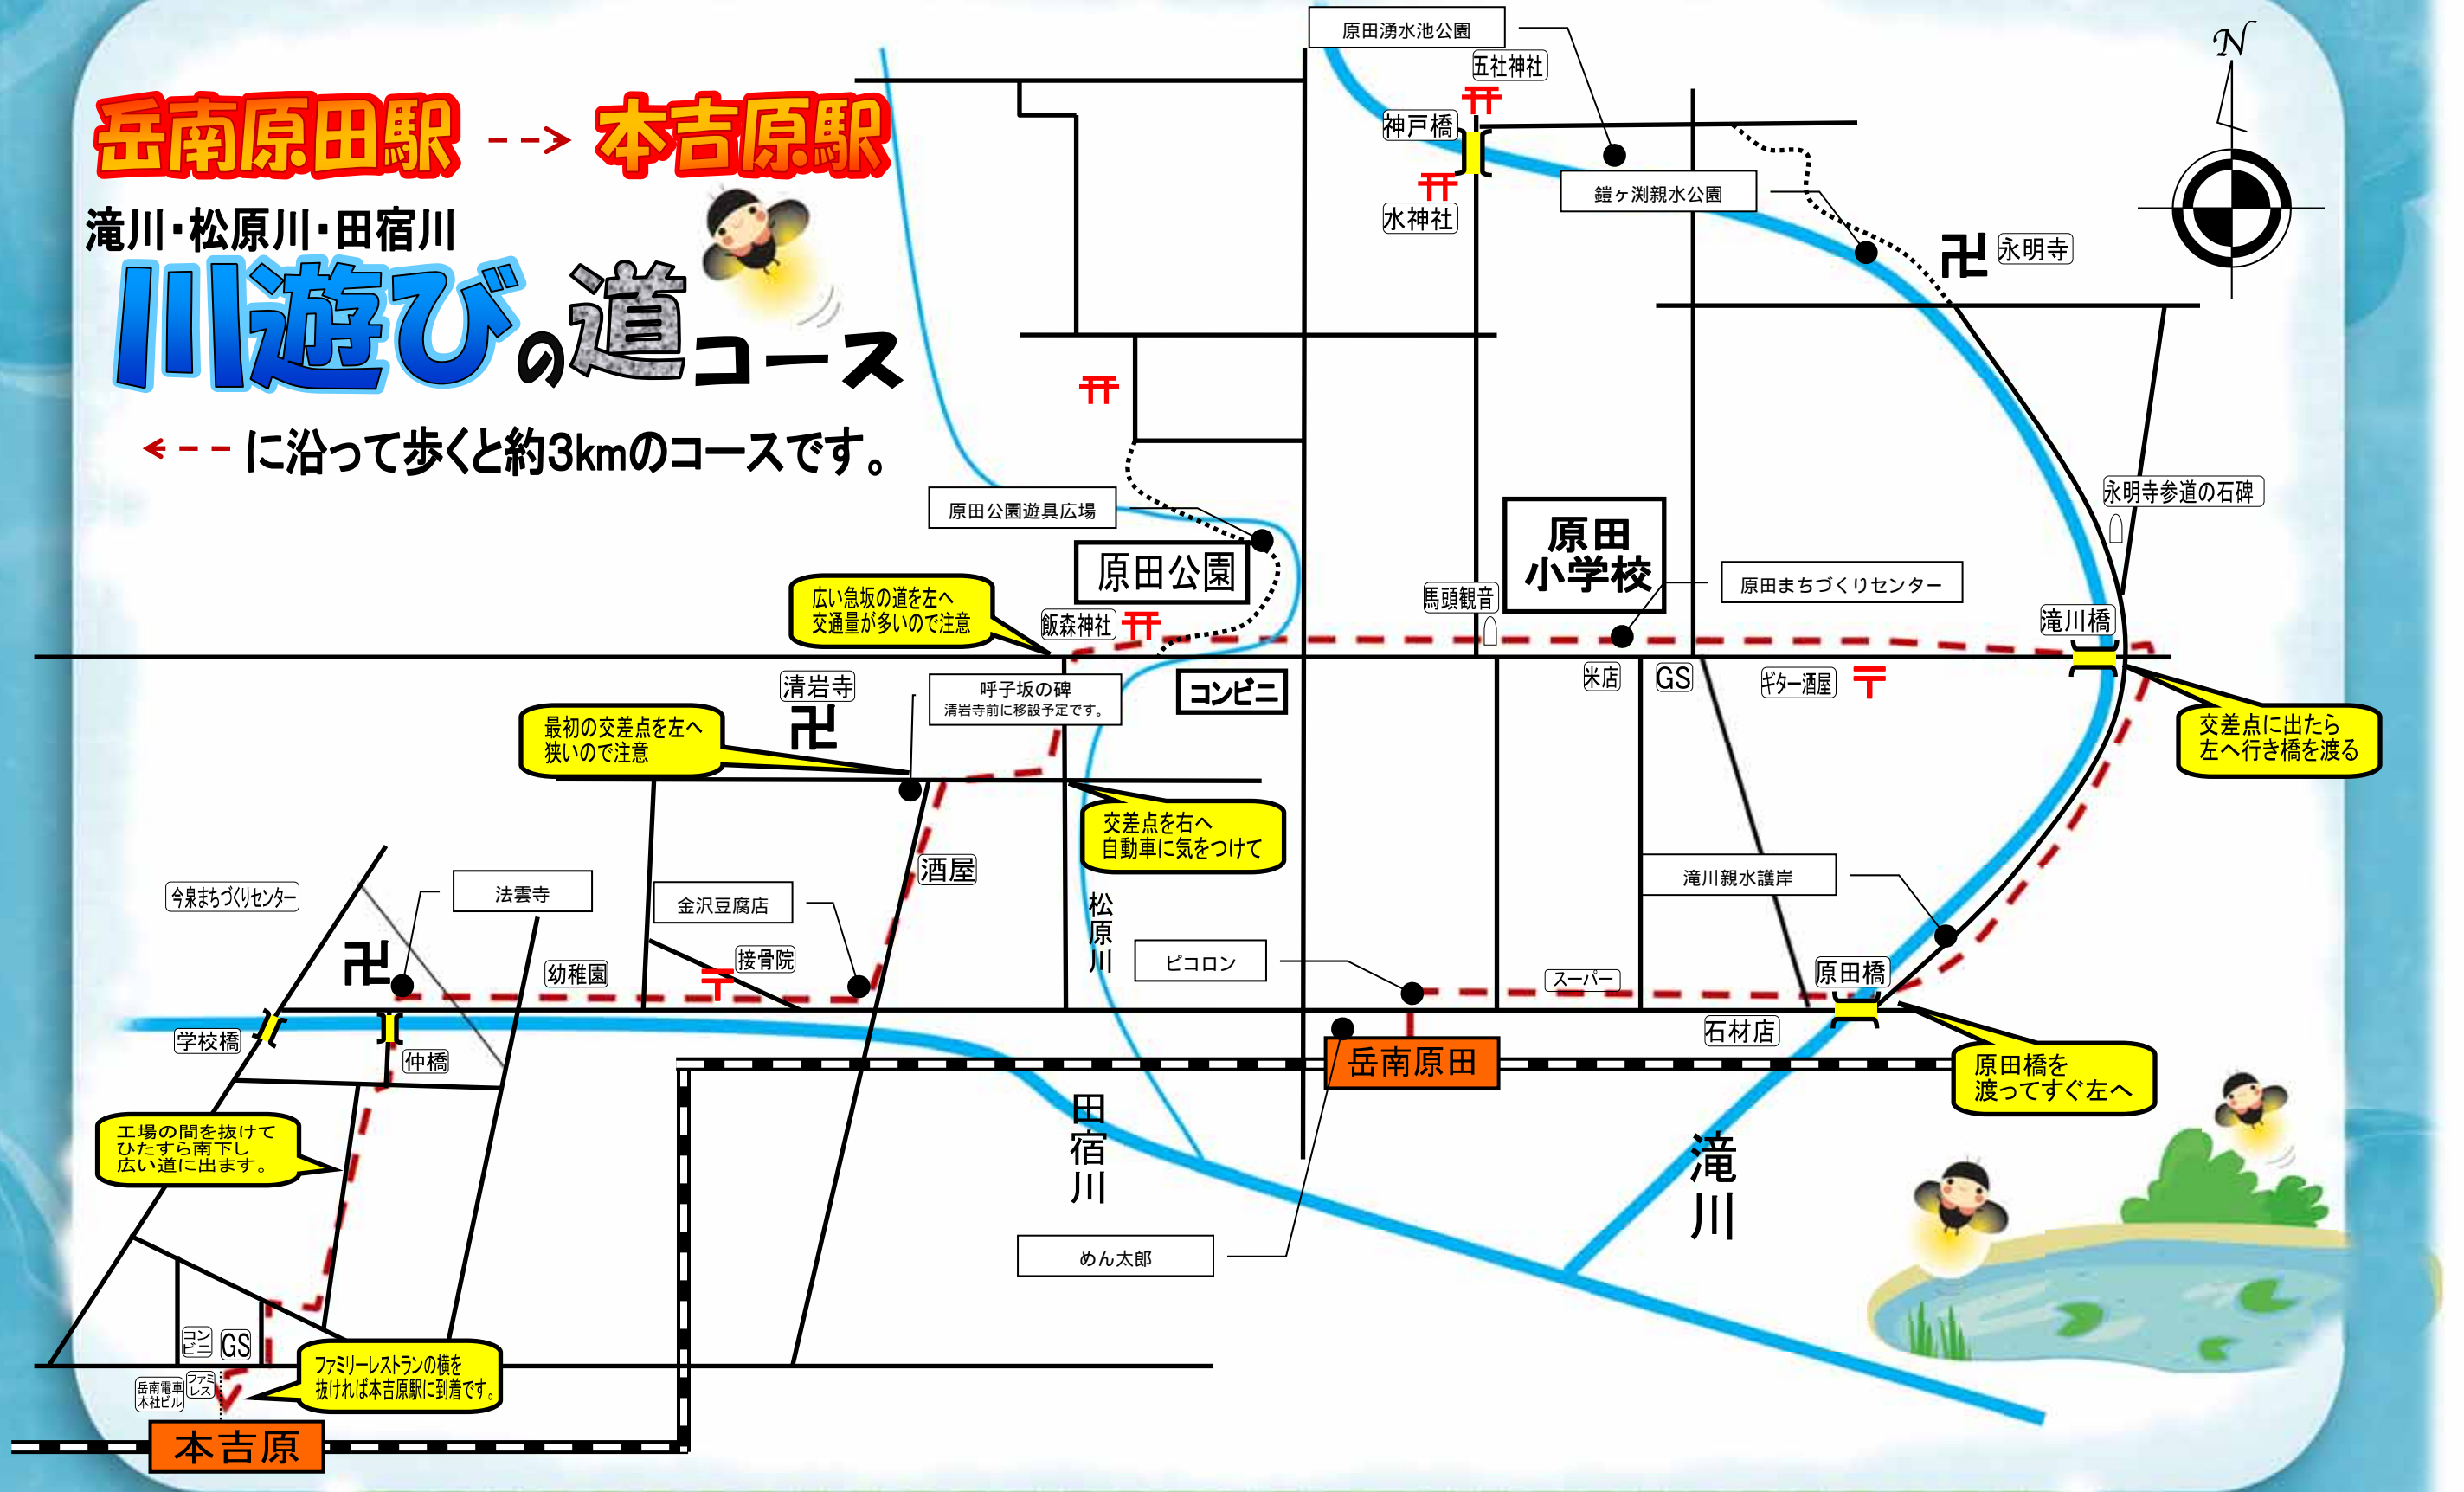 岳南原田駅
本吉原駅
滝川・松原川・田宿川
川遊びの道コース
に沿って歩くと約3kmのコースです。
N
原田湧水池公園
五社神社
神戸橋
水神社
鎧ヶ渕親水公園
永明寺
永明寺参道の石碑
原田公園遊具広場
原田公園
原田
小学校
馬頭観音
原田まちづくりセンター
滝川橋
広い急坂の道を左へ
交通量が多いので注意
飯森神社
清岩寺
呼子坂の碑
清岩寺前に移設予定です。
コンビニ
米店
GS
ギター酒屋
〒
交差点に出たら
左へ行き橋を渡る
最初の交差点を左へ
狭いので注意
交差点を右へ
自動車に気をつけて
酒屋
今泉まちづくりセンター
法雲寺
金沢豆腐店
松原川
滝川親水護岸
幼稚園
接骨院
〒
ピコロン
スーパー
原田橋
学校橋
仲橋
石材店
岳南原田
原田橋を
渡ってすぐ左へ
田宿川
滝川
工場の間を抜けて
ひたすら南下し
広い道に出ます。
めん太郎
コン
ビニ
GS
ファミリーレストランの横を
抜ければ本吉原駅に到着です。
岳南電車
本社ビル
ファミ
レス
本吉原